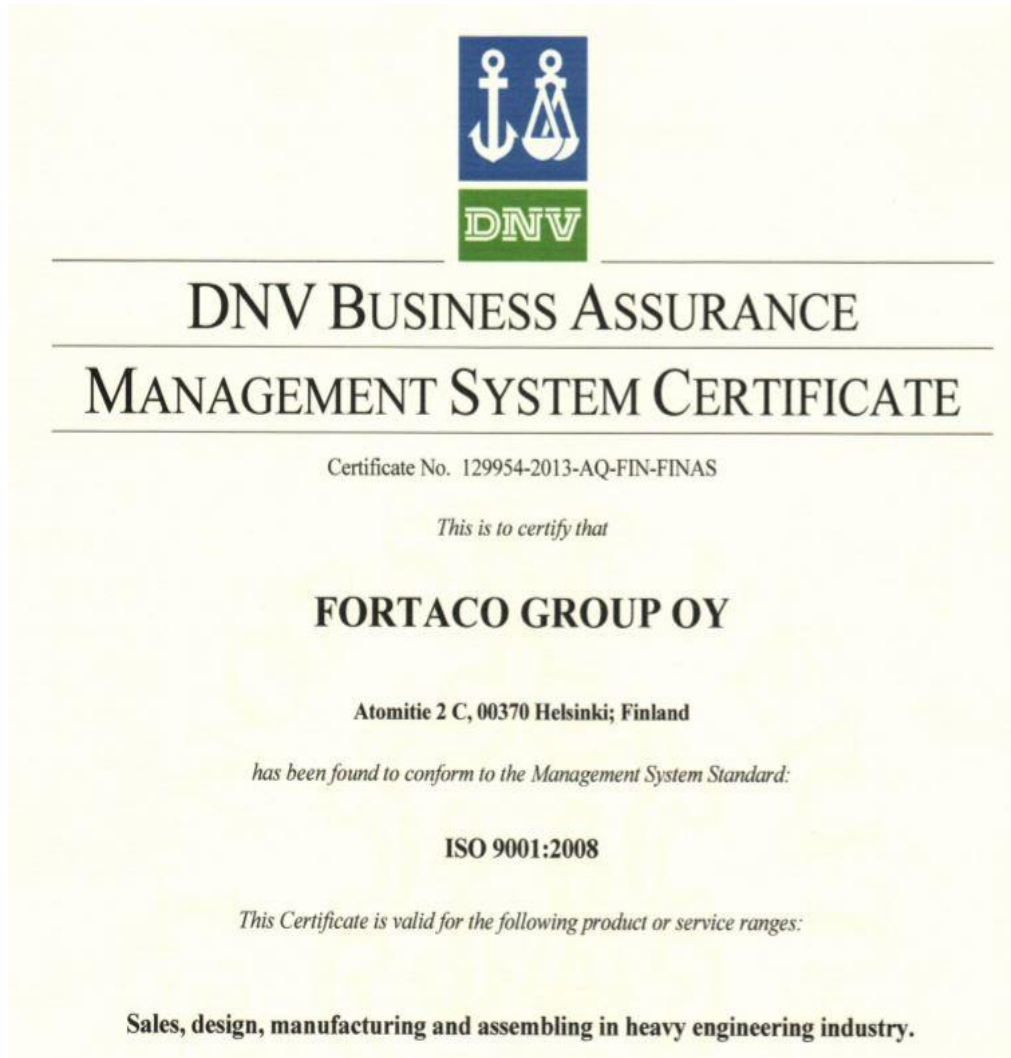 DNV
DNV BUSINESS ASSURANCE
MANAGEMENT SYSTEM CERTIFICATE
Certificate No. 129954-2013-AQ-FIN-FINAS
This is to certify that
FORTACO GROUP OY
Atomitie 2 C, 00370 Helsinki; Finland
has been found to conform to the Management System Standard:
ISO 9001:2008
This Certificate is valid for the following product or service ranges:
Sales, design, manufacturing and assembling in heavy engineering industry.